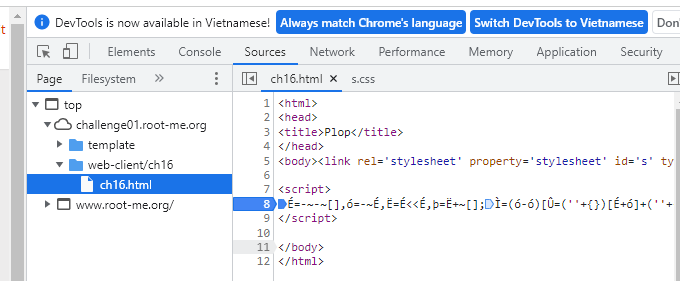 t
DevTools is now available in Vietnamese!
Always match Chrome's language
Switch DevTools to Vietnamese
Don'
Elements
Console
Sources
Network
Performance
Memory
Application
Security
Page
Filesystem
»
ch16.html ×
s.css
top
challenge01.root-me.org
template
web-client/ch16
ch16.html
www.root-me.org/
1 <html>
2 <head>
3 <title>Plop</title>
4 </head>
5 <body><link rel='stylesheet' property='stylesheet' id='s' ty
6
7 <script>
8 É=-~-~[],ó=-~É,Ë=É<<É,þ=Ë+~[];Ì=(ó-ó)[Û=(''+{})[É+ó]+(''+
9 </script>
10
11 </body>
12 </html>